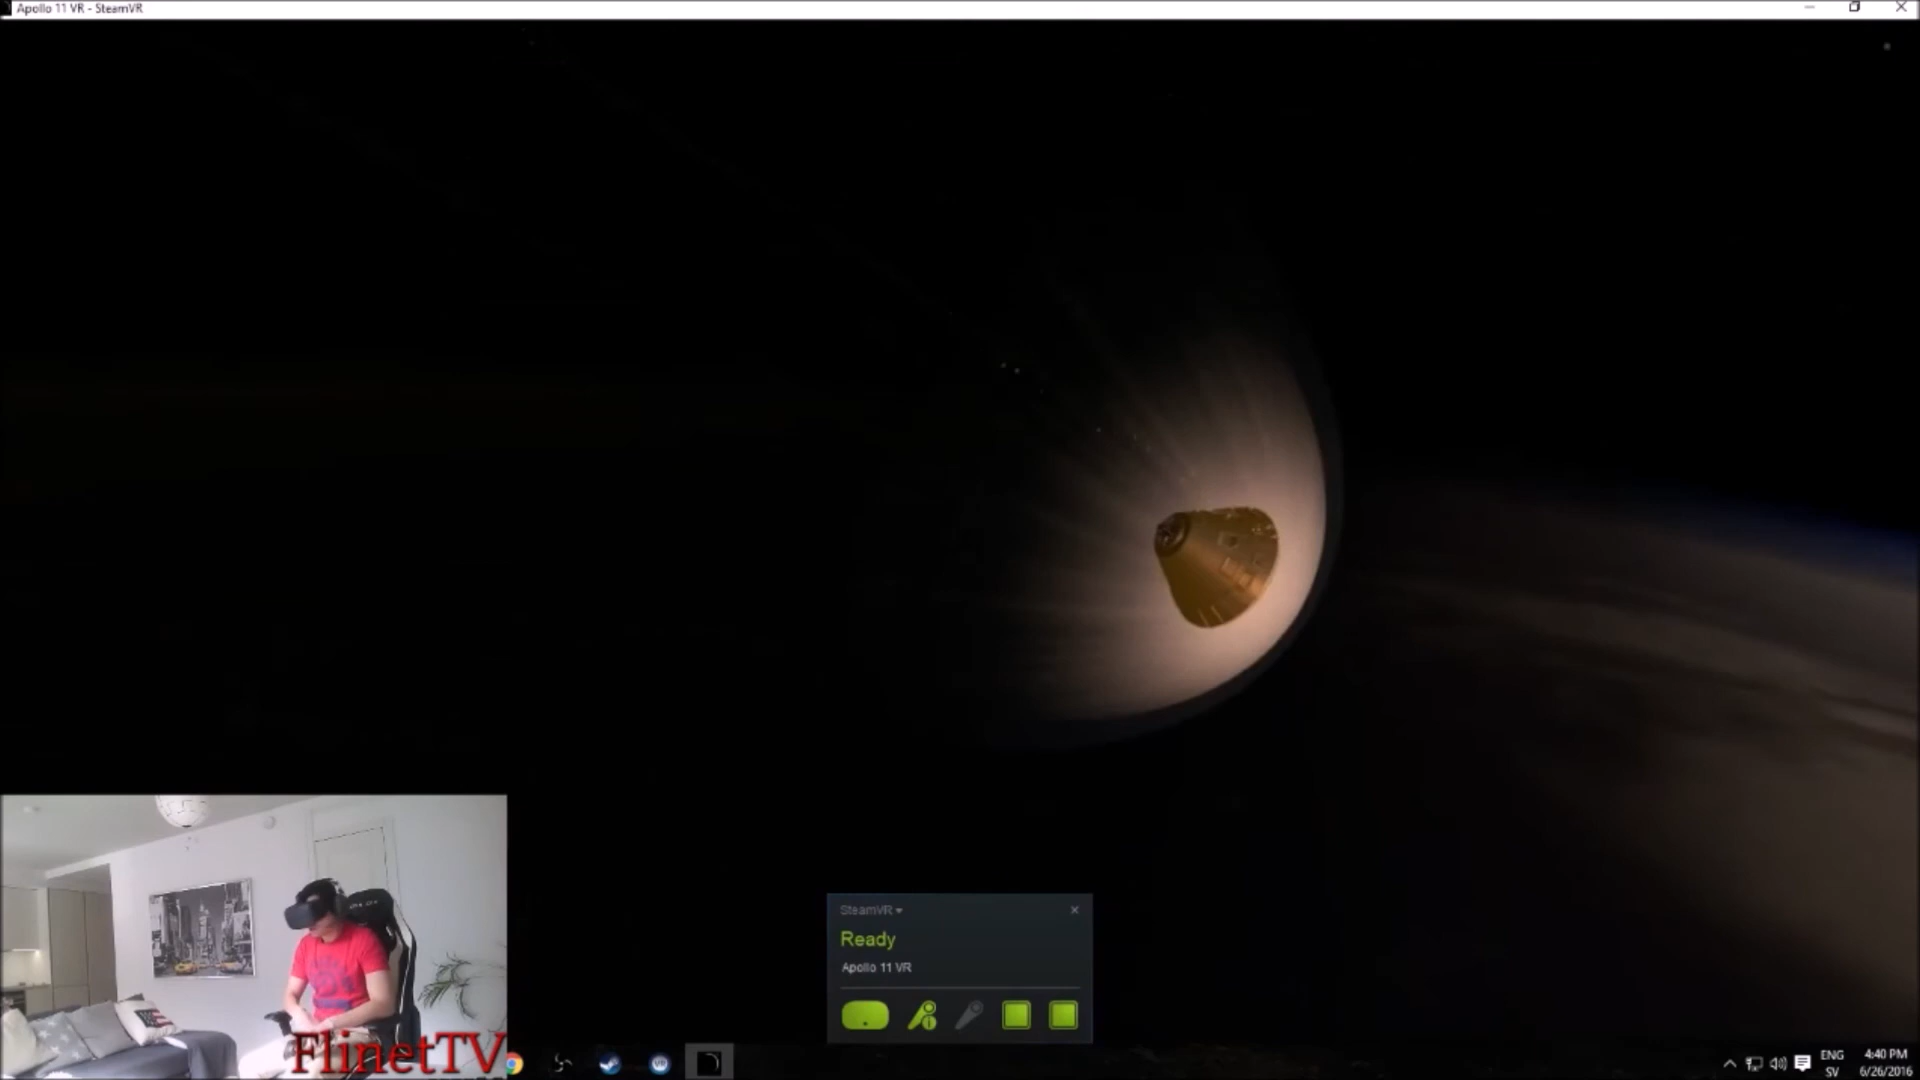 Apollo 11 VR - SteamVR
SteamVR
Ready
Apollo 11 VR
FlinetTV
ENG
SV
4:40 PM
6/26/2016